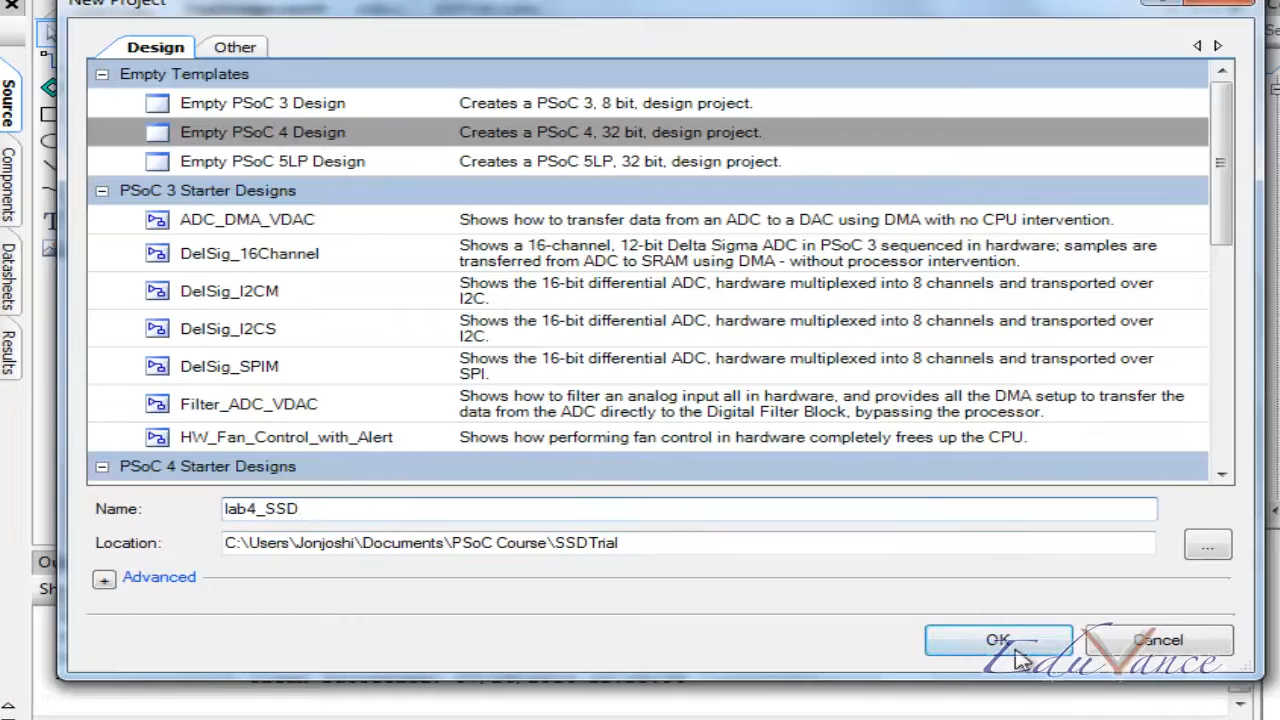 New Project
Design
Other
Empty Templates
Empty PSoC 3 Design
Creates a PSoC 3, 8 bit, design project.
Empty PSoC 4 Design
Creates a PSoC 4, 32 bit, design project.
Empty PSoC 5LP Design
Creates a PSoC 5LP, 32 bit, design project.
PSoC 3 Starter Designs
ADC_DMA_VDAC
Shows how to transfer data from an ADC to a DAC using DMA with no CPU intervention.
DelSig_16Channel
Shows a 16-channel, 12-bit Delta Sigma ADC in PSoC 3 sequenced in hardware; samples are
transferred from ADC to SRAM using DMA - without processor intervention.
DelSig_I2CM
Shows the 16-bit differential ADC, hardware multiplexed into 8 channels and transported over
I2C.
DelSig_I2CS
Shows the 16-bit differential ADC, hardware multiplexed into 8 channels and transported over
I2C.
DelSig_SPIM
Shows the 16-bit differential ADC, hardware multiplexed into 8 channels and transported over
SPI.
Filter_ADC_VDAC
Shows how to filter an analog input all in hardware, and provides all the DMA setup to transfer the
data from the ADC directly to the Digital Filter Block, bypassing the processor.
HW_Fan_Control_with_Alert
Shows how performing fan control in hardware completely frees up the CPU.
PSoC 4 Starter Designs
Name:
lab4_SSD
Location:
C:\Users\Jonjoshi\Documents\PSoC Course\SSDTrial
...
Advanced
OK
Cancel
EduVance
Source
Components
Datasheets
Results